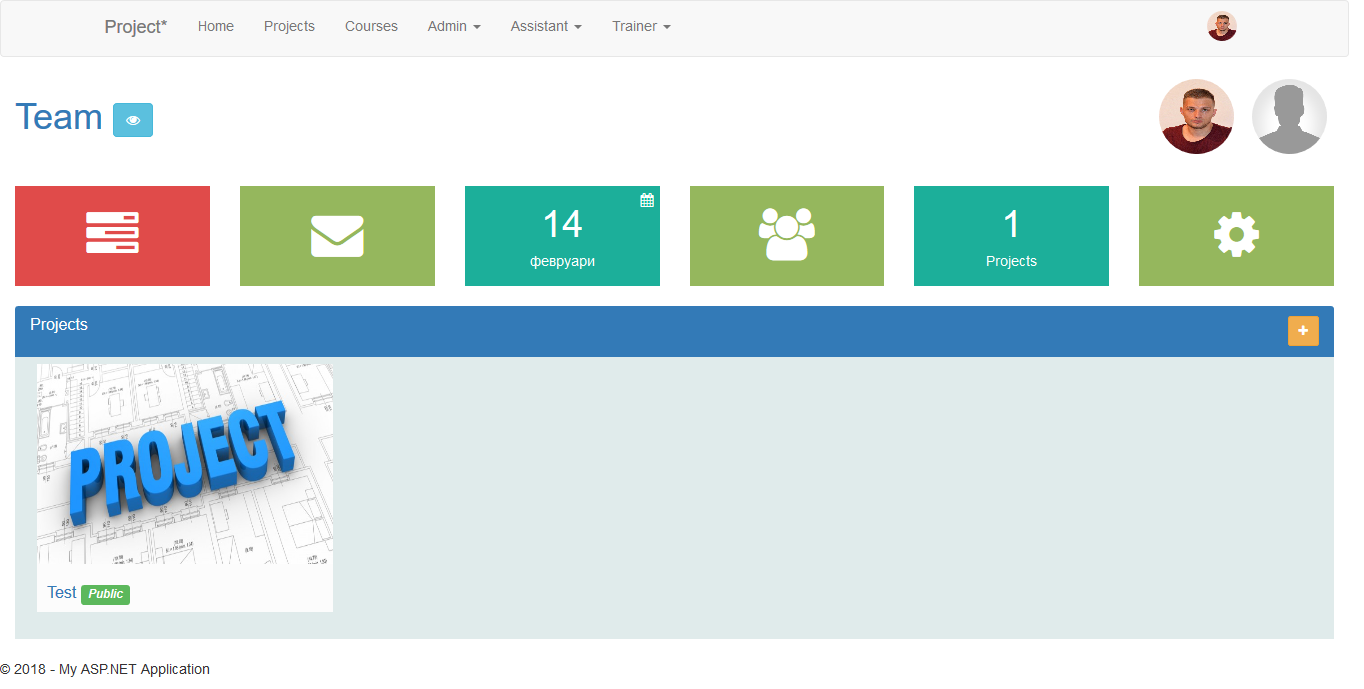 Project* Home Projects Courses Admin Assistant Trainer
Team
14
февруари
1
Projects
Projects
PROJECT
Test Public
© 2018 - My ASP.NET Application